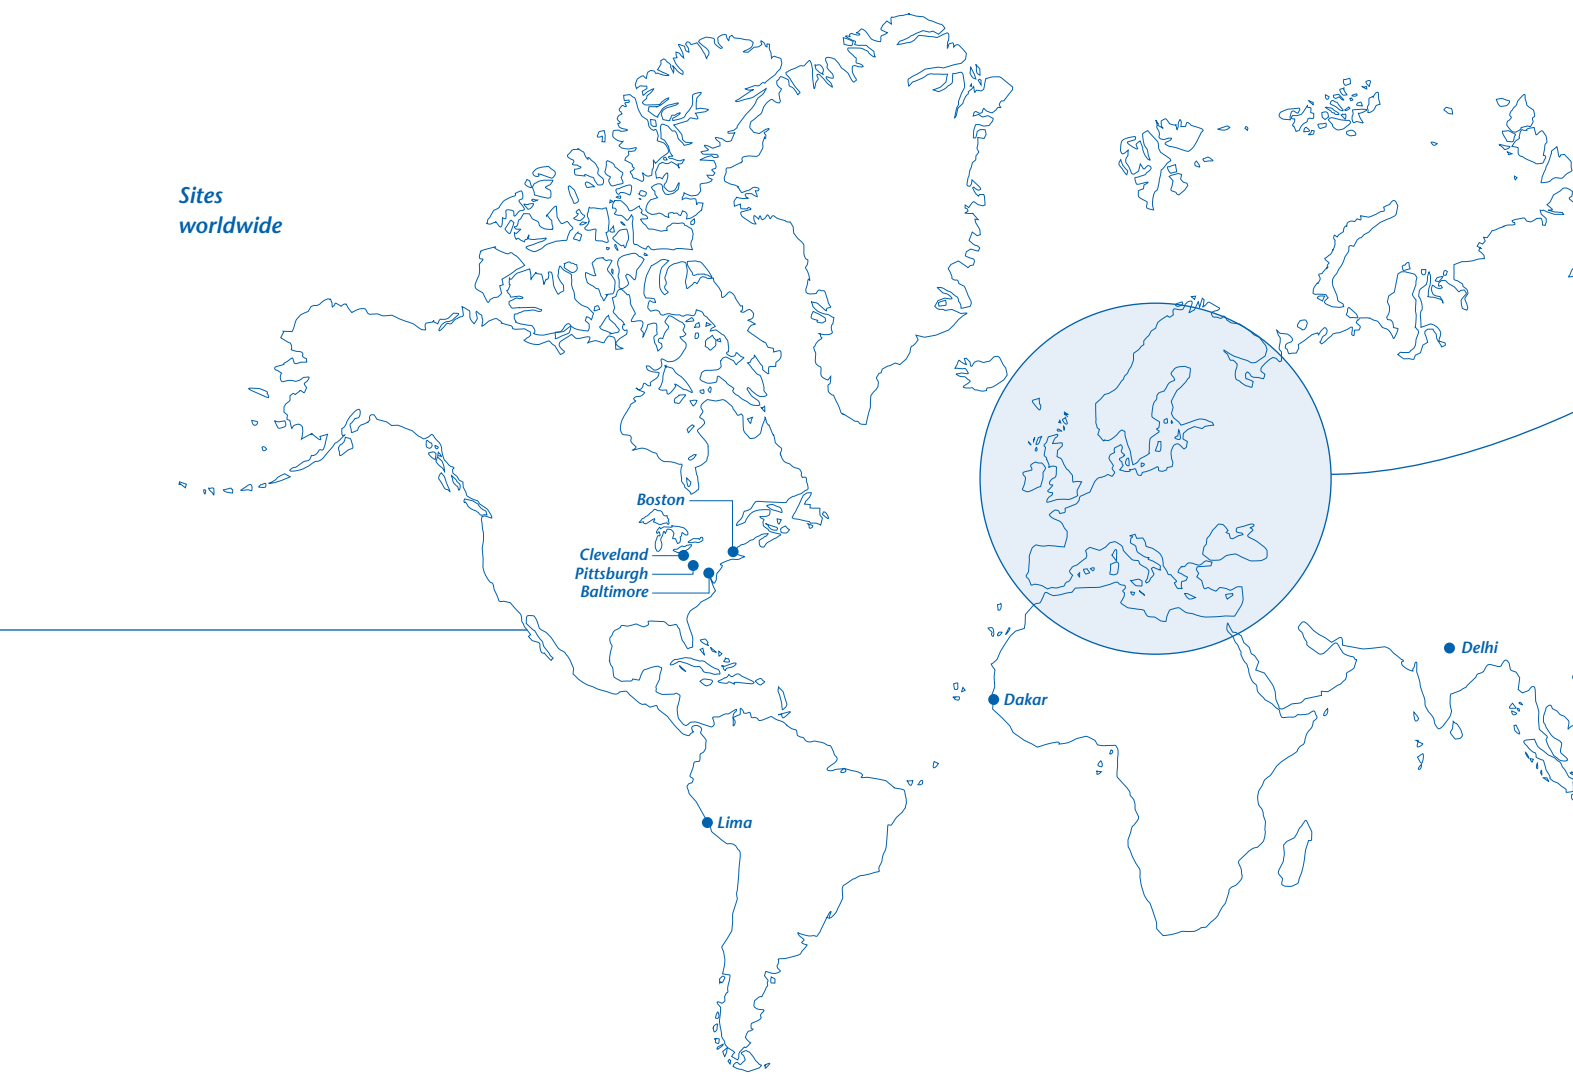 Sites
worldwide
Boston
Cleveland
Pittsburgh
Baltimore
Delhi
Dakar
Lima